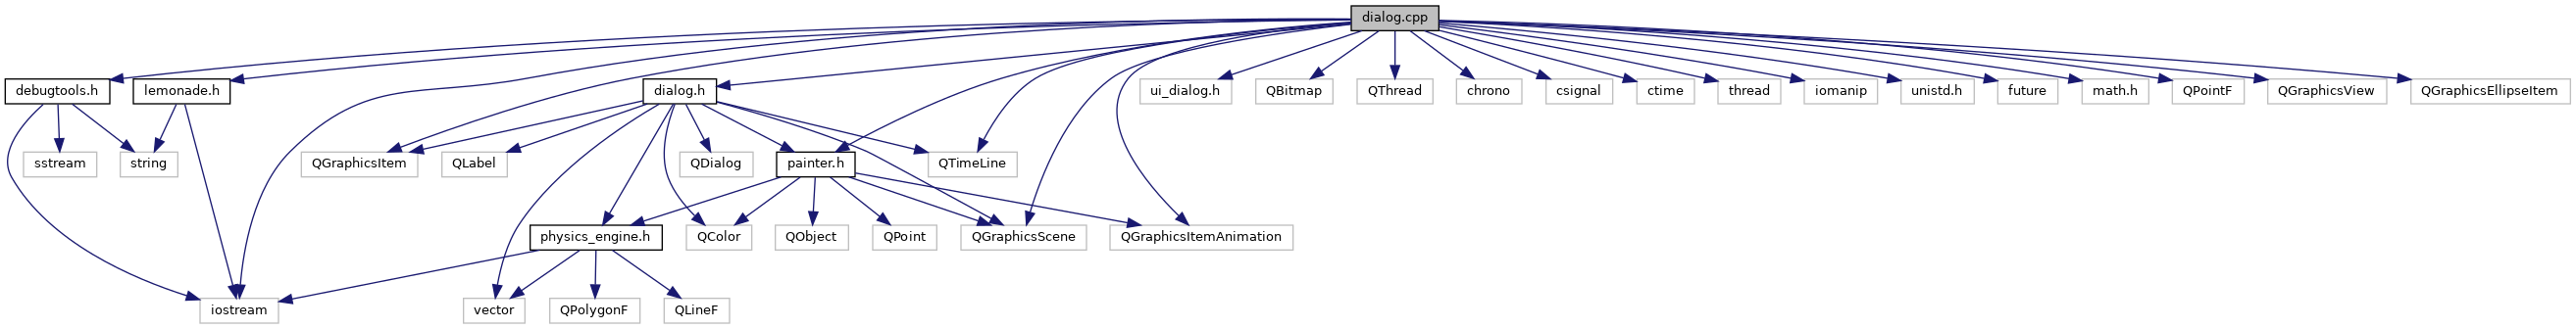 dialog.cpp
debugtools.h
lemonade.h
dialog.h
ui_dialog.h
QBitmap
QThread
chrono
csignal
ctime
thread
iomanip
unistd.h
future
math.h
QPointF
QGraphicsView
QGraphicsEllipseItem
sstream
string
QGraphicsItem
QLabel
QDialog
painter.h
QTimeLine
physics_engine.h
QColor
QObject
QPoint
QGraphicsScene
QGraphicsItemAnimation
iostream
vector
QPolygonF
QLineF